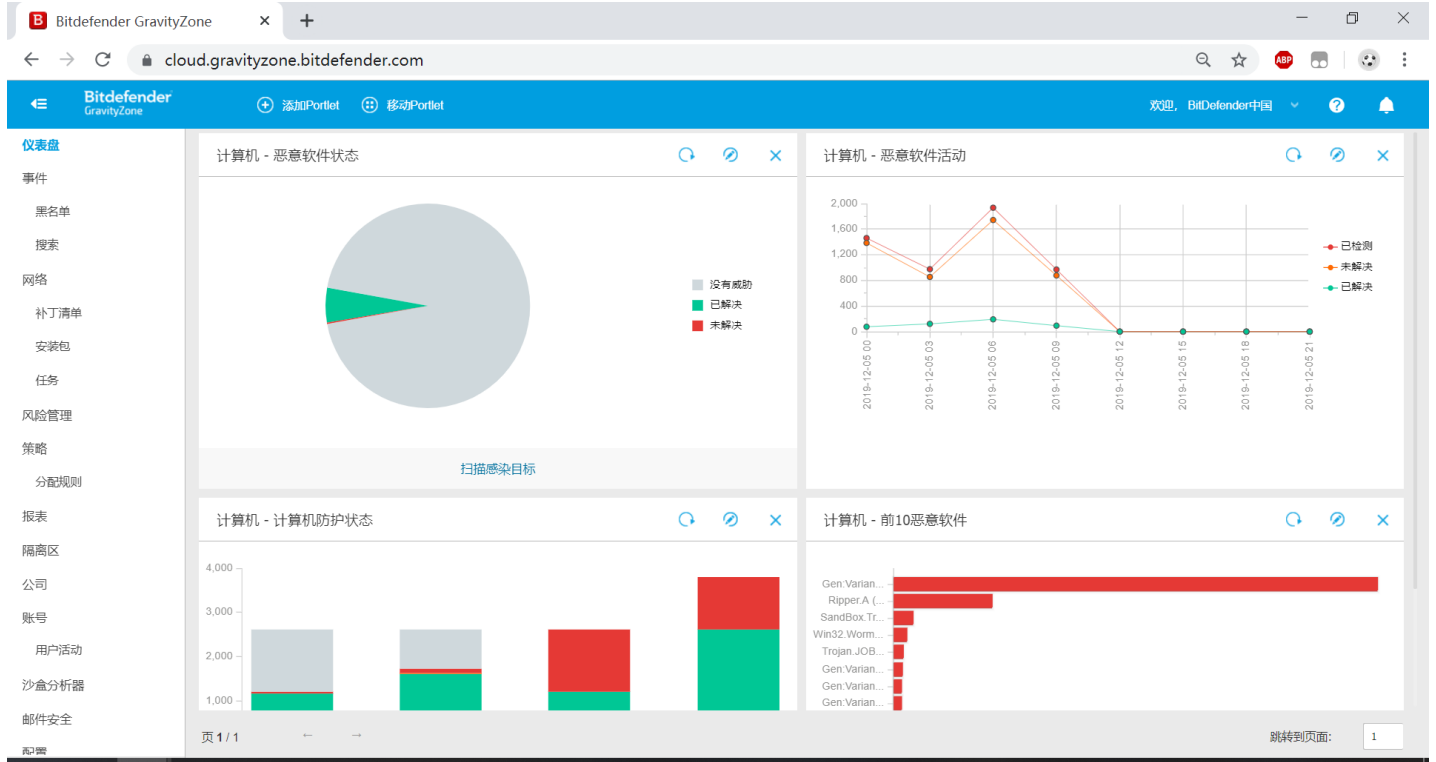 Bitdefender GravityZone
cloud.gravityzone.bitdefender.com
ABP
Bitdefender
GravityZone
添加Portlet
移动Portlet
欢迎，BitDefender中国
仪表盘
事件
黑名单
搜索
网络
补丁清单
安装包
任务
风险管理
策略
分配规则
报表
隔离区
公司
账号
用户活动
沙盒分析器
邮件安全
配置
计算机 - 恶意软件状态
没有威胁
已解决
未解决
扫描感染目标
计算机 - 恶意软件活动
2,000
1,600
1,200
800
400
0
2019-12-05 00
2019-12-05 03
2019-12-05 06
2019-12-05 09
2019-12-05 12
2019-12-05 15
2019-12-05 18
2019-12-05 21
已检测
未解决
已解决
计算机 - 计算机防护状态
4,000
3,000
2,000
1,000
计算机 - 前10恶意软件
Gen:Varian...
Ripper.A (...
SandBox.Tr...
Win32.Worm...
Trojan.JOB...
Gen:Varian...
Gen:Varian...
Gen:Varian...
页 1 / 1
跳转到页面:
1